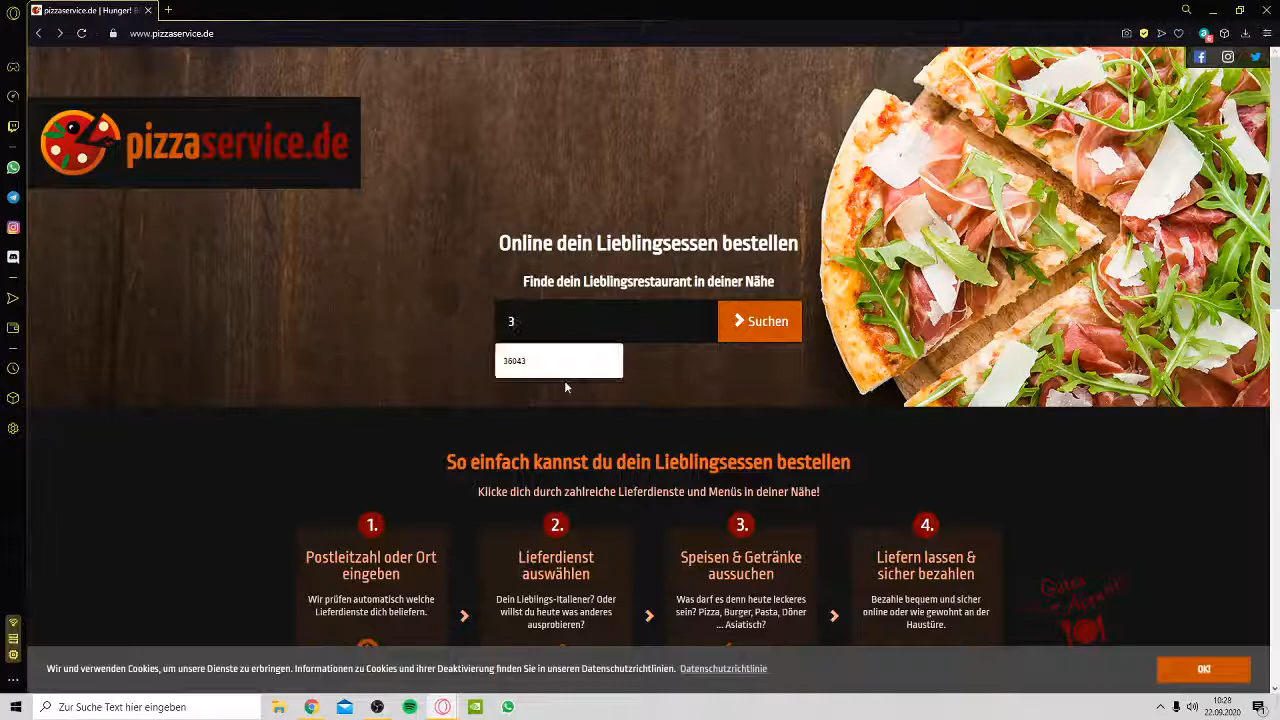 pizzaservice.de | Hunger! B
www.pizzaservice.de
pizzaservice.de
Online dein Lieblingsessen bestellen
Finde dein Lieblingsrestaurant in deiner Nähe
3
Suchen
36043
So einfach kannst du dein Lieblingsessen bestellen
Klicke dich durch zahlreiche Lieferdienste und Menüs in deiner Nähe!
1.
Postleitzahl oder Ort
eingeben
Wir prüfen automatisch welche
Lieferdienste dich beliefern.
2.
Lieferdienst
auswählen
Dein Lieblings-Italiener? Oder
willst du heute was anderes
ausprobieren?
3.
Speisen & Getränke
aussuchen
Was darf es denn heute leckeres
sein? Pizza, Burger, Pasta, Döner
... Asiatisch?
4.
Liefern lassen &
sicher bezahlen
Bezahle bequem und sicher
online oder wie gewohnt an der
Haustüre.
Guten
Appetit
Wir und verwenden Cookies, um unsere Dienste zu erbringen. Informationen zu Cookies und ihrer Deaktivierung finden Sie in unseren Datenschutzrichtlinien. Datenschutzrichtlinie
OK!
Zur Suche Text hier eingeben
10:28
22.09.2020